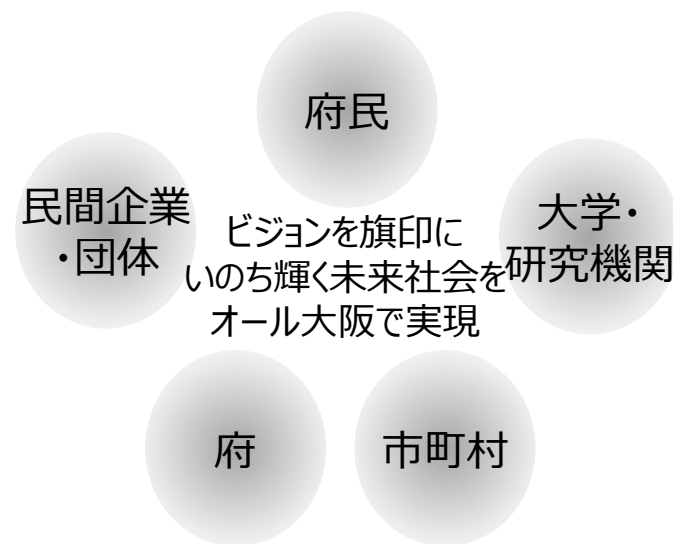 府民
民間企業
・団体
大学・
研究機関
ビジョンを旗印に
いのち輝く未来社会を
オール大阪で実現
府
市町村